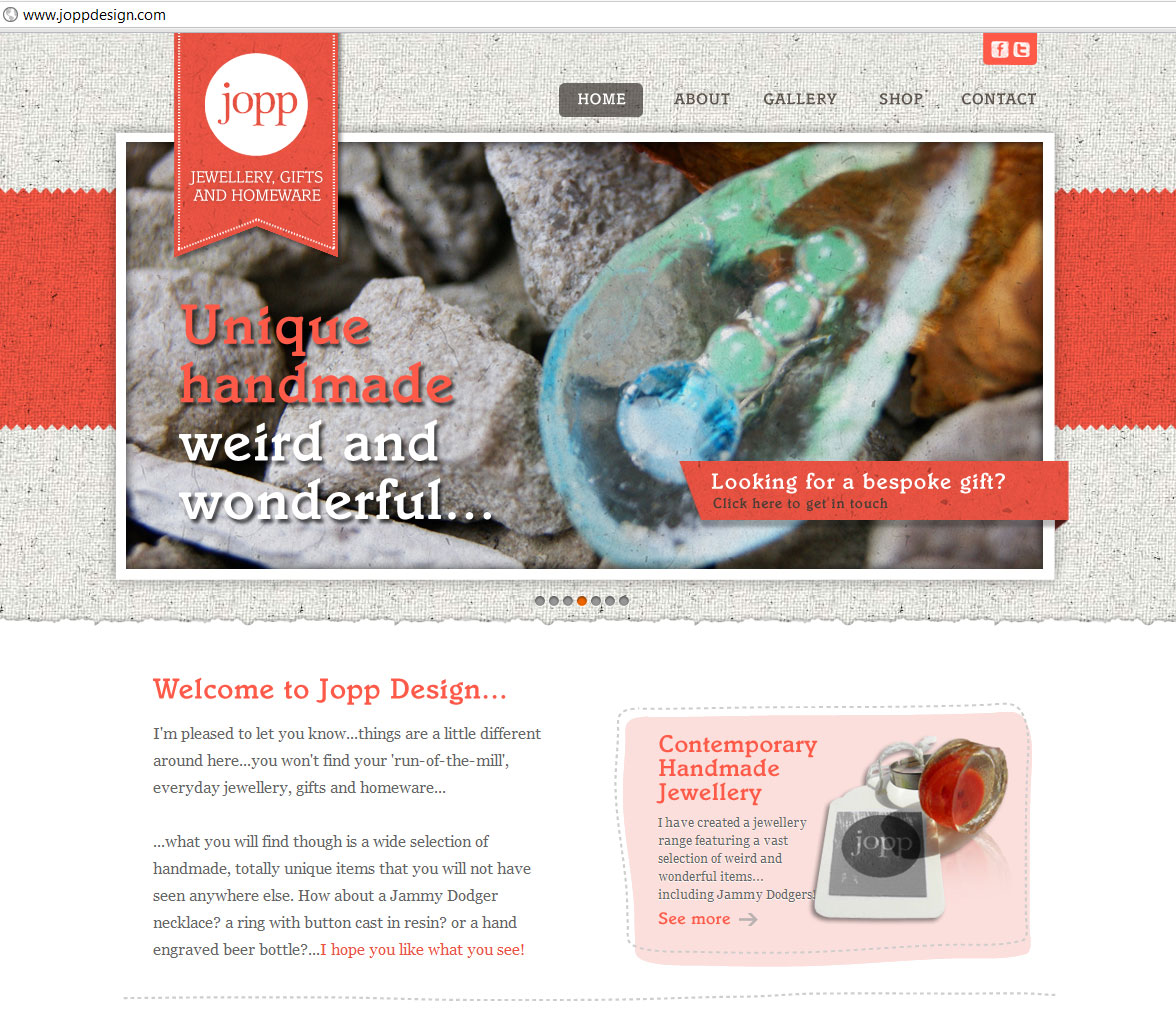 www.joppdesign.com
jopp
JEWELLERY, GIFTS
AND HOMEWARE
HOME ABOUT GALLERY SHOP CONTACT
Unique
handmade
weird and
wonderful...
Looking for a bespoke gift?
Click here to get in touch
Welcome to Jopp Design...
I'm pleased to let you know...things are a little different
around here...you won't find your 'run-of-the-mill',
everyday jewellery, gifts and homeware...
...what you will find though is a wide selection of
handmade, totally unique items that you will not have
seen anywhere else. How about a Jammy Dodger
necklace? a ring with button cast in resin? or a hand
engraved beer bottle?...I hope you like what you see!
Contemporary
Handmade
Jewellery
I have created a jewellery
range featuring a vast
selection of weird and
wonderful items...
including Jammy Dodgers!
See more
jopp